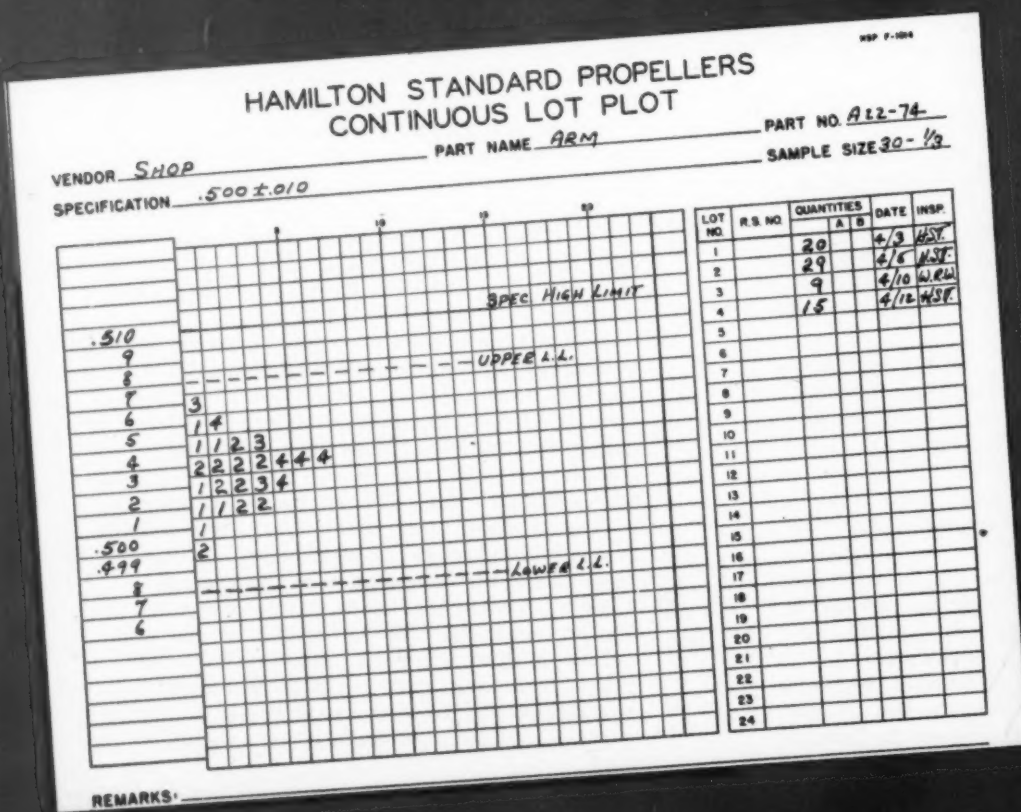 HSP F-1014
HAMILTON STANDARD PROPELLERS
CONTINUOUS LOT PLOT
VENDOR SHOP PART NAME ARM PART NO. A22-74
SPECIFICATION .500 ±.010 SAMPLE SIZE 30 - 1/3
5 10 15 20
SPEC HIGH LIMIT
.510
9
8 UPPER L.L.
7 3
6 1 4
5 1 1 2 3
4 2 2 2 2 4 4 4
3 1 2 2 3 4
2 1 1 2 2
1 1
.500 2
.499
8 LOWER L.L.
7
6
LOT NO. R.S. NO. QUANTITIES A B DATE INSP.
1 20 4/3 H.S.T.
2 29 4/6 H.S.T.
3 9 4/10 W.R.W.
4 15 4/12 H.S.T.
5
6
7
8
9
10
11
12
13
14
15
16
17
18
19
20
21
22
23
24
REMARKS: